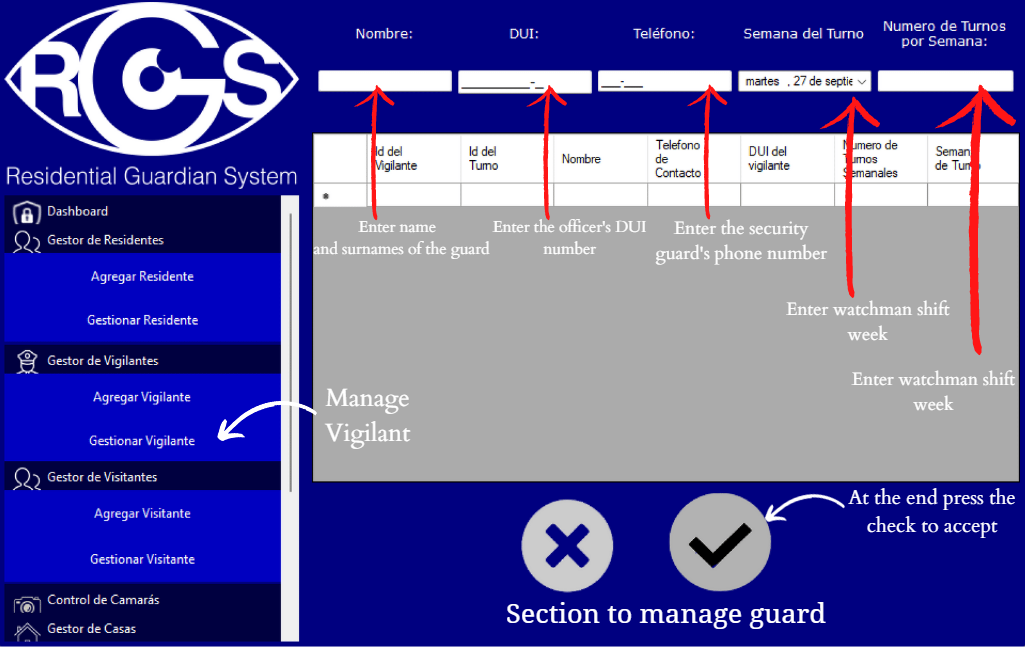 RGS
Residential Guardian System
Dashboard
Gestor de Residentes
Agregar Residente
Gestionar Residente
Gestor de Vigilantes
Agregar Vigilante
Gestionar Vigilante
Gestor de Visitantes
Agregar Visitante
Gestionar Visitante
Control de Camarás
Gestor de Casas
Nombre:
DUI:
Teléfono:
Semana del Turno
Numero de Turnos
por Semana:
________-_
___-____
martes , 27 de septie
Id del
Vigilante
Id del
Turno
Nombre
Telefono
de
Contacto
DUI del
vigilante
Numero de
Turnos
Semanales
Semana
de Turno
*
Enter name
and surnames of the guard
Enter the officer's DUI
number
Enter the security
guard's phone number
Enter watchman shift
week
Enter watchman shift
week
Manage
Vigilant
At the end press the
check to accept
Section to manage guard